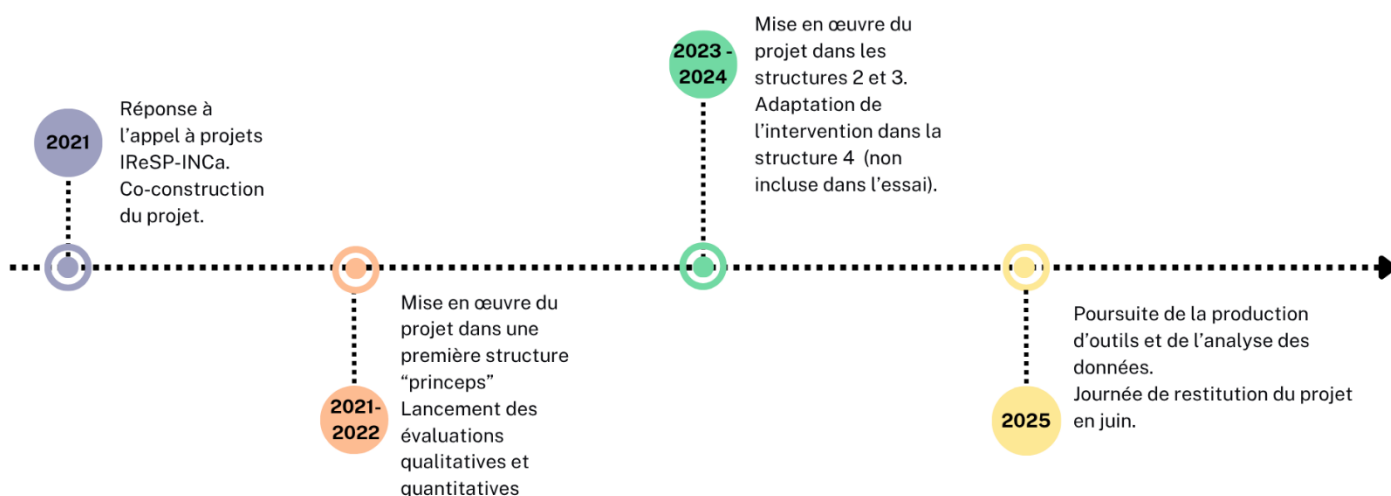 2021
Réponse à
l’appel à projets
IReSP-INCa.
Co-construction
du projet.
2021-
2022
Mise en œuvre du
projet dans une
première structure
“princeps”
Lancement des
évaluations
qualitatives et
quantitatives
2023 -
2024
Mise en œuvre du
projet dans les
structures 2 et 3.
Adaptation de
l’intervention dans la
structure 4 (non
incluse dans l’essai).
2025
Poursuite de la production
d’outils et de l’analyse des
données.
Journée de restitution du projet
en juin.